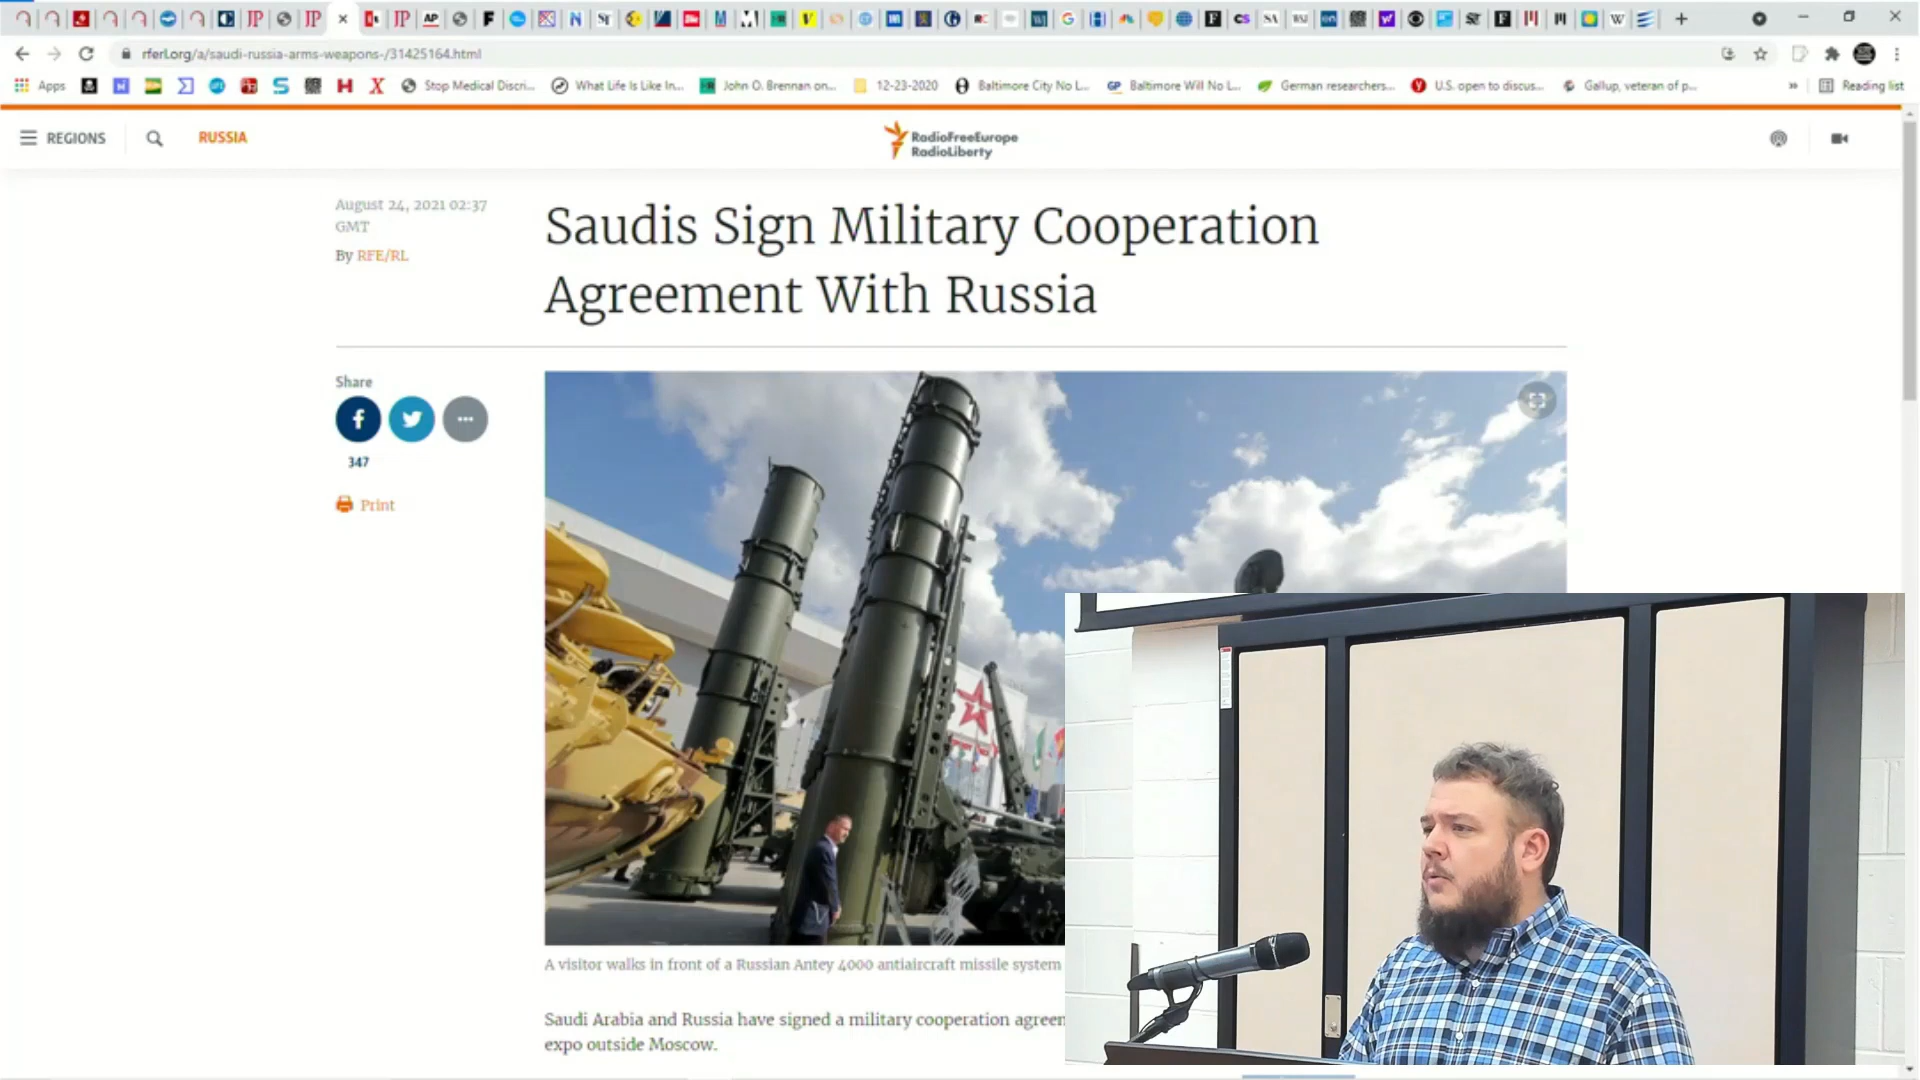 rferl.org/a/saudi-russia-arms-weapons-/31425164.html
Apps
Stop Medical Discri...
What Life Is Like In...
John O. Brennan on...
12-23-2020
Baltimore City No L...
Baltimore Will No L...
German researchers...
U.S. open to discus...
Gallup, veteran of p...
»
Reading list
REGIONS
RUSSIA
RadioFreeEurope
RadioLiberty
August 24, 2021 02:37
GMT
By RFE/RL
Saudis Sign Military Cooperation
Agreement With Russia
Share
347
Print
A visitor walks in front of a Russian Antey 4000 antiaircraft missile system
Saudi Arabia and Russia have signed a military cooperation agreer
expo outside Moscow.